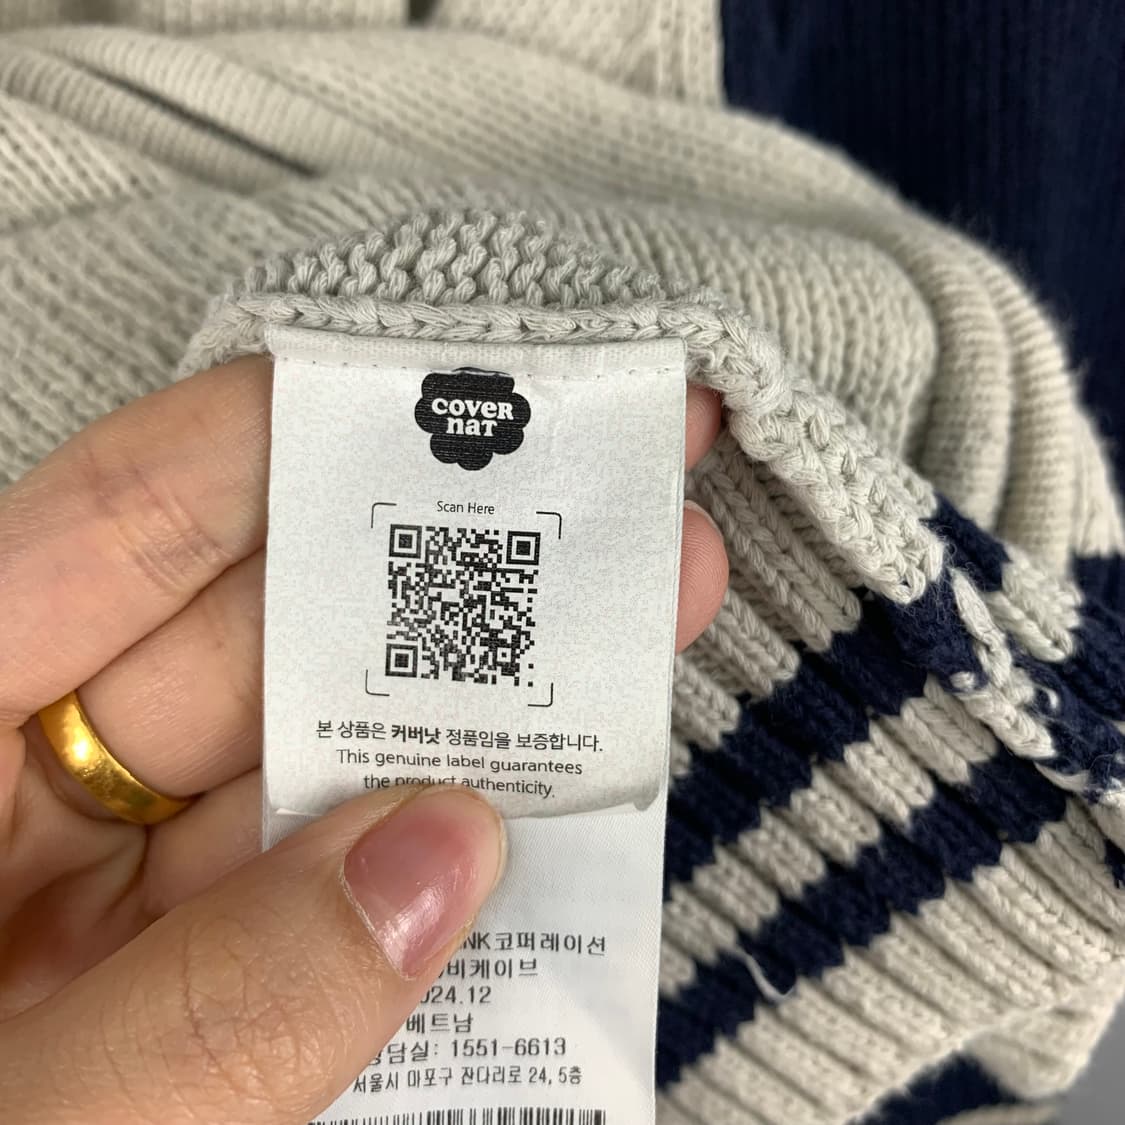 COVER
NAT
Scan Here
본 상품은 커버낫 정품임을 보증합니다.
This genuine label guarantees
the product authenticity.
NK코퍼레이션
비케이브
024.12
베트남
담실: 1551-6613
서울시 마포구 잔다리로 24, 5층